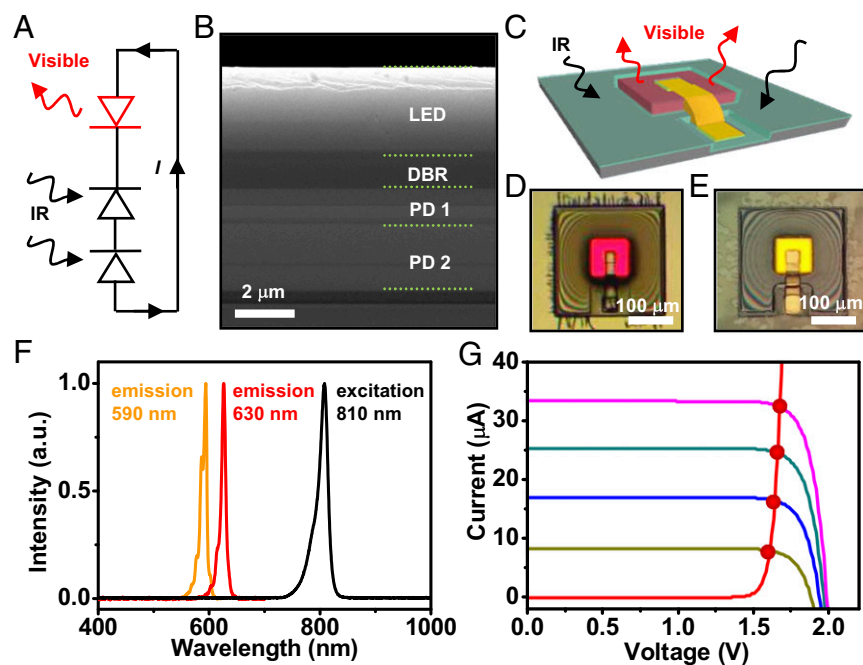 A
Visible
I
IR
B
LED
DBR
PD 1
PD 2
2 μm
C
IR
Visible
D
100 μm
E
100 μm
F
1.0
0.5
0.0
Intensity (a.u.)
emission
590 nm
emission
630 nm
excitation
810 nm
400
600
800
1000
Wavelength (nm)
G
40
30
20
10
0
Current (μA)
0.0
0.5
1.0
1.5
2.0
Voltage (V)